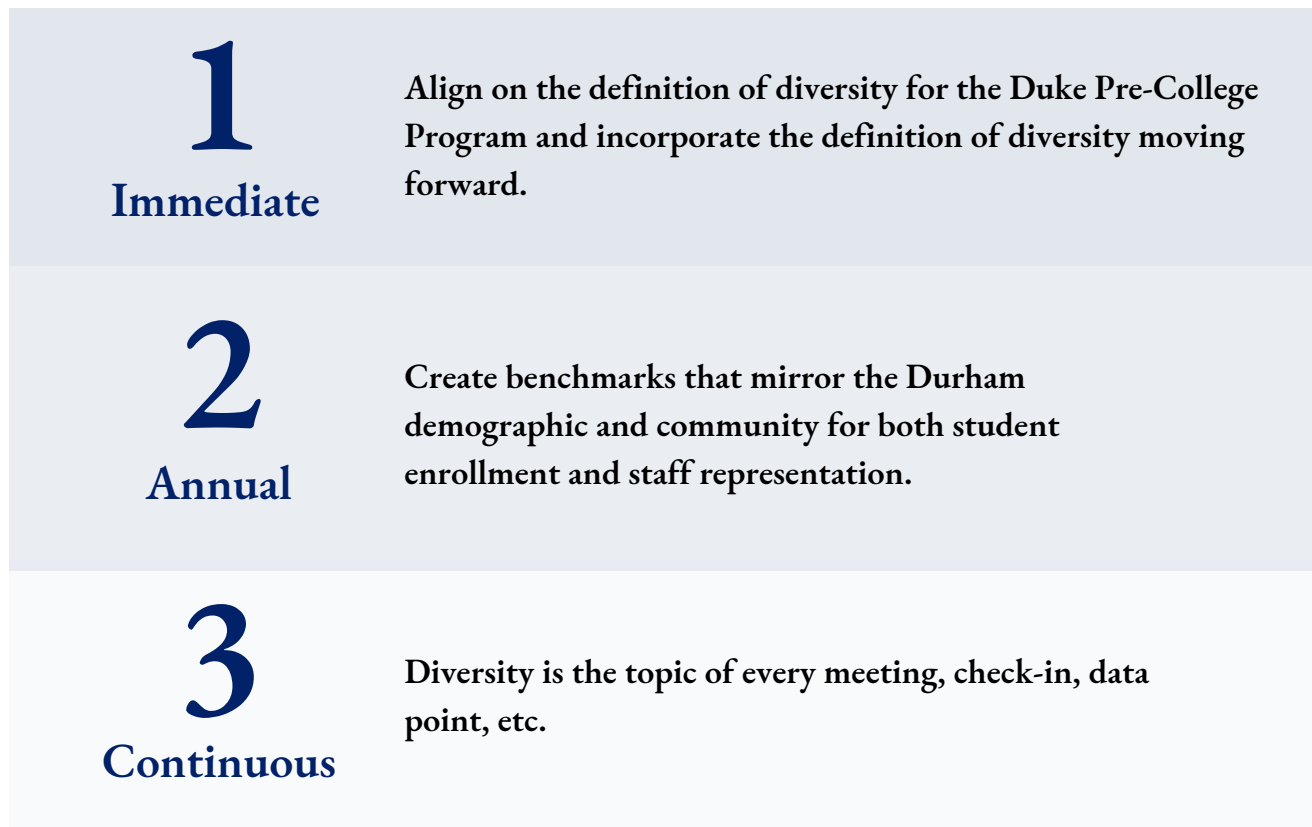 1
Immediate
Align on the definition of diversity for the Duke Pre-College
Program and incorporate the definition of diversity moving
forward.
2
Annual
Create benchmarks that mirror the Durham
demographic and community for both student
enrollment and staff representation.
3
Continuous
Diversity is the topic of every meeting, check-in, data
point, etc.